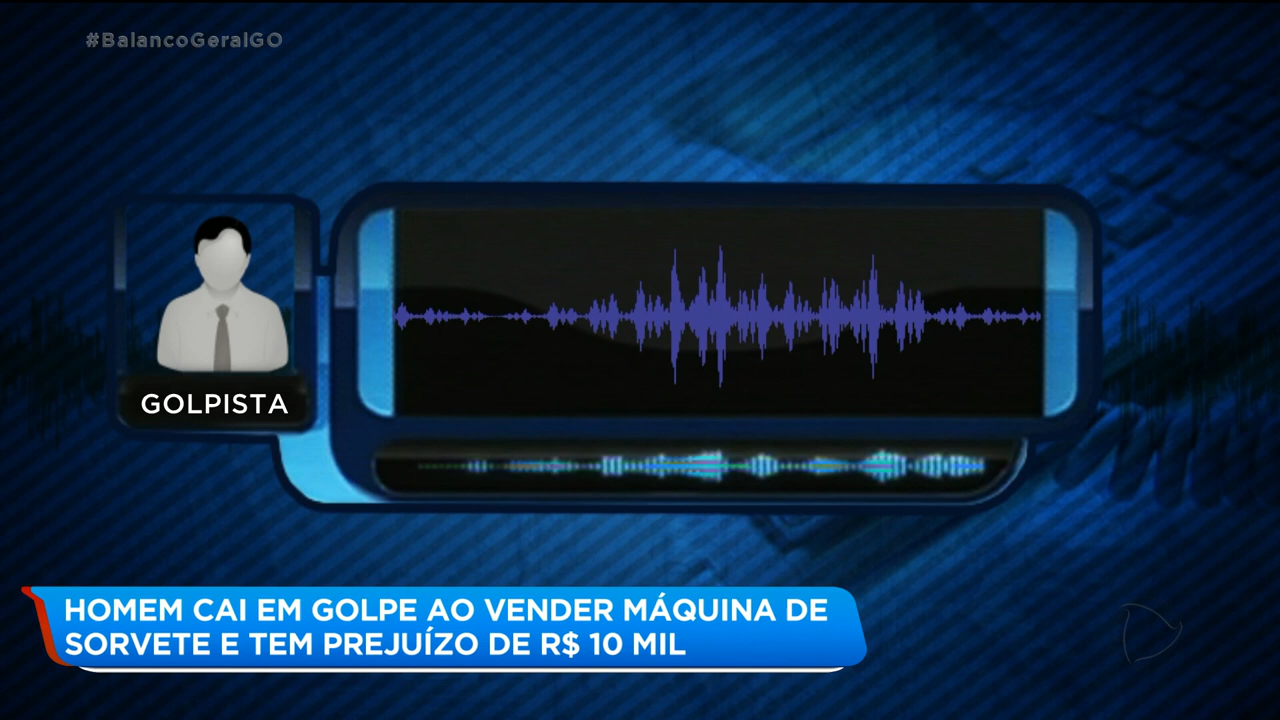 #BalancoGeralGO
GOLPISTA
HOMEM CAI EM GOLPE AO VENDER MÁQUINA DE
SORVETE E TEM PREJUÍZO DE R$ 10 MIL